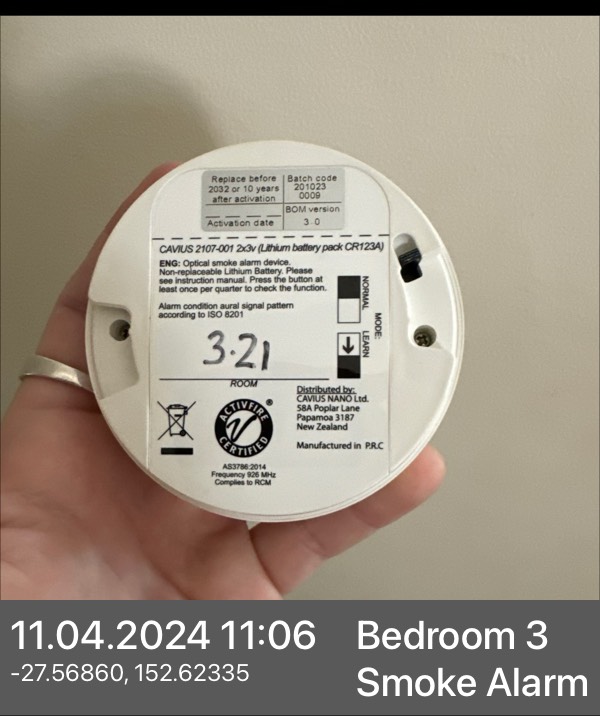 Replace before
2032 or 10 years
after activation
Activation date
Batch code
201023
0009
BOM version
3.0
CAVIUS 2107-001 2x3v (Lithium battery pack CR123A)
ENG: Optical smoke alarm device.
Non-replaceable Lithium Battery. Please
see instruction manual. Press the button at
least once per quarter to check the function.
Alarm condition aural signal pattern
according to ISO 8201
NORMAL
MODE:
LEARN
3.21
ROOM
ACTIVFIRE®
CERTIFIED
AS3786:2014
Frequency 926 MHz
Complies to RCM
Distributed by:
CAVIUS NANO Ltd.
58A Poplar Lane
Papamoa 3187
New Zealand
Manufactured in P.R.C
11.04.2024 11:06
-27.56860, 152.62335
Bedroom 3
Smoke Alarm